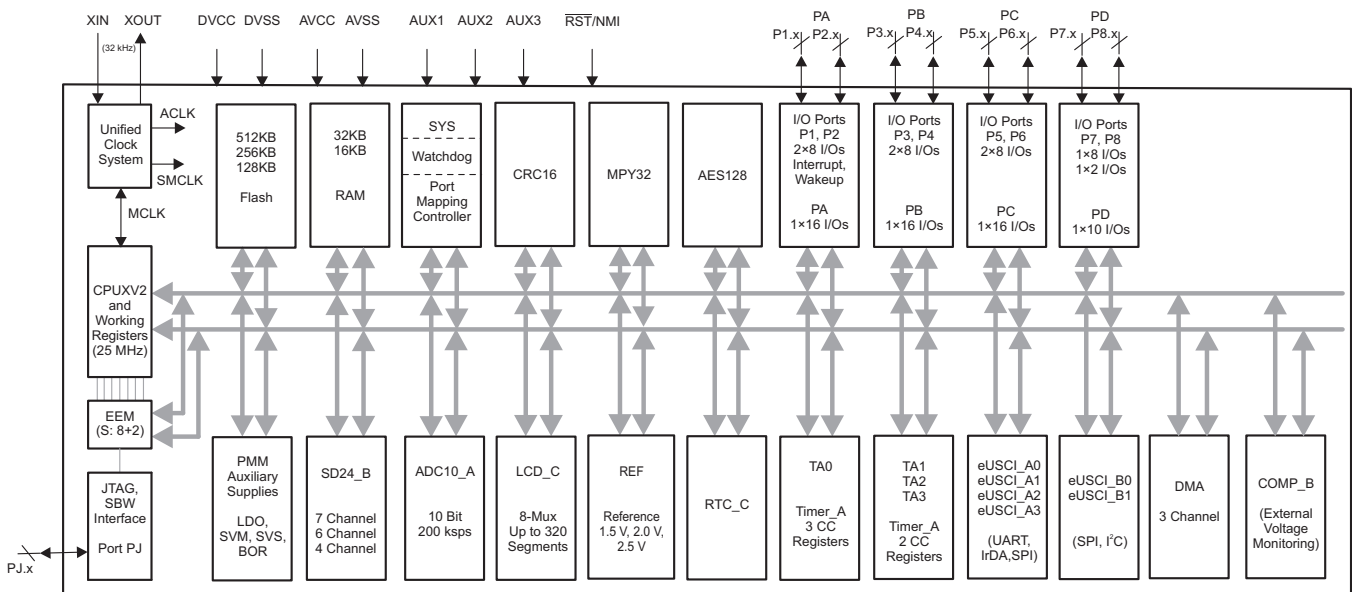 XIN XOUT DVCC DVSS AVCC AVSS AUX1 AUX2 AUX3 RST/NMI
(32 kHz)
PA
P1.x P2.x
PB
P3.x P4.x
PC
P5.x P6.x
PD
P7.x P8.x
Unified
Clock
System
ACLK
SMCLK
MCLK
512KB
256KB
128KB
Flash
32KB
16KB
RAM
SYS
Watchdog
Port
Mapping
Controller
CRC16
MPY32
AES128
I/O Ports
P1, P2
2×8 I/Os
Interrupt,
Wakeup
PA
1×16 I/Os
I/O Ports
P3, P4
2×8 I/Os
PB
1×16 I/Os
I/O Ports
P5, P6
2×8 I/Os
PC
1×16 I/Os
I/O Ports
P7, P8
1×8 I/Os
1×2 I/Os
PD
1×10 I/Os
CPUXV2
and
Working
Registers
(25 MHz)
EEM
(S: 8+2)
JTAG,
SBW
Interface
Port PJ
PJ.x
PMM
Auxiliary
Supplies
LDO,
SVM, SVS,
BOR
SD24_B
7 Channel
6 Channel
4 Channel
ADC10_A
10 Bit
200 ksps
LCD_C
8-Mux
Up to 320
Segments
REF
Reference
1.5 V, 2.0 V,
2.5 V
RTC_C
TA0
Timer_A
3 CC
Registers
TA1
TA2
TA3
Timer_A
2 CC
Registers
eUSCI_A0
eUSCI_A1
eUSCI_A2
eUSCI_A3
(UART,
IrDA,SPI)
eUSCI_B0
eUSCI_B1
(SPI, I²C)
DMA
3 Channel
COMP_B
(External
Voltage
Monitoring)